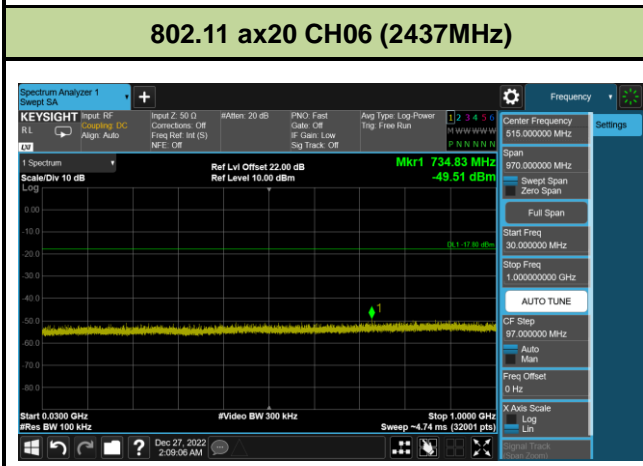 802.11 ax20 CH06 (2437MHz)
Spectrum Analyzer 1
Swept SA
+
Frequency
KEYSIGHT
RL
LXI
Input: RF
Coupling: DC
Align: Auto
Input Z: 50 Ω
Corrections: Off
Freq Ref: Int (S)
NFE: Off
#Atten: 20 dB
PNO: Fast
Gate: Off
IF Gain: Low
Sig Track: Off
Avg Type: Log-Power
Trig: Free Run
1 2 3 4 5 6
M W W W W W
P N N N N N
Center Frequency
515.000000 MHz
Settings
1 Spectrum
Scale/Div 10 dB
Log
Ref Lvl Offset 22.00 dB
Ref Level 10.00 dBm
Mkr1 734.83 MHz
-49.51 dBm
Span
970.000000 MHz
Swept Span
Zero Span
Full Span
Start Freq
30.000000 MHz
Stop Freq
1.000000000 GHz
AUTO TUNE
CF Step
97.000000 MHz
Auto
Man
Freq Offset
0 Hz
X Axis Scale
Log
Lin
Signal Track
(Span Zoom)
0.00
-10.0
DL1 -17.80 dBm
-20.0
-30.0
-40.0
1
-50.0
-60.0
-70.0
-80.0
Start 0.0300 GHz
#Res BW 100 kHz
#Video BW 300 kHz
Stop 1.0000 GHz
Sweep ~4.74 ms (32001 pts)
?
Dec 27, 2022
2:09:06 AM